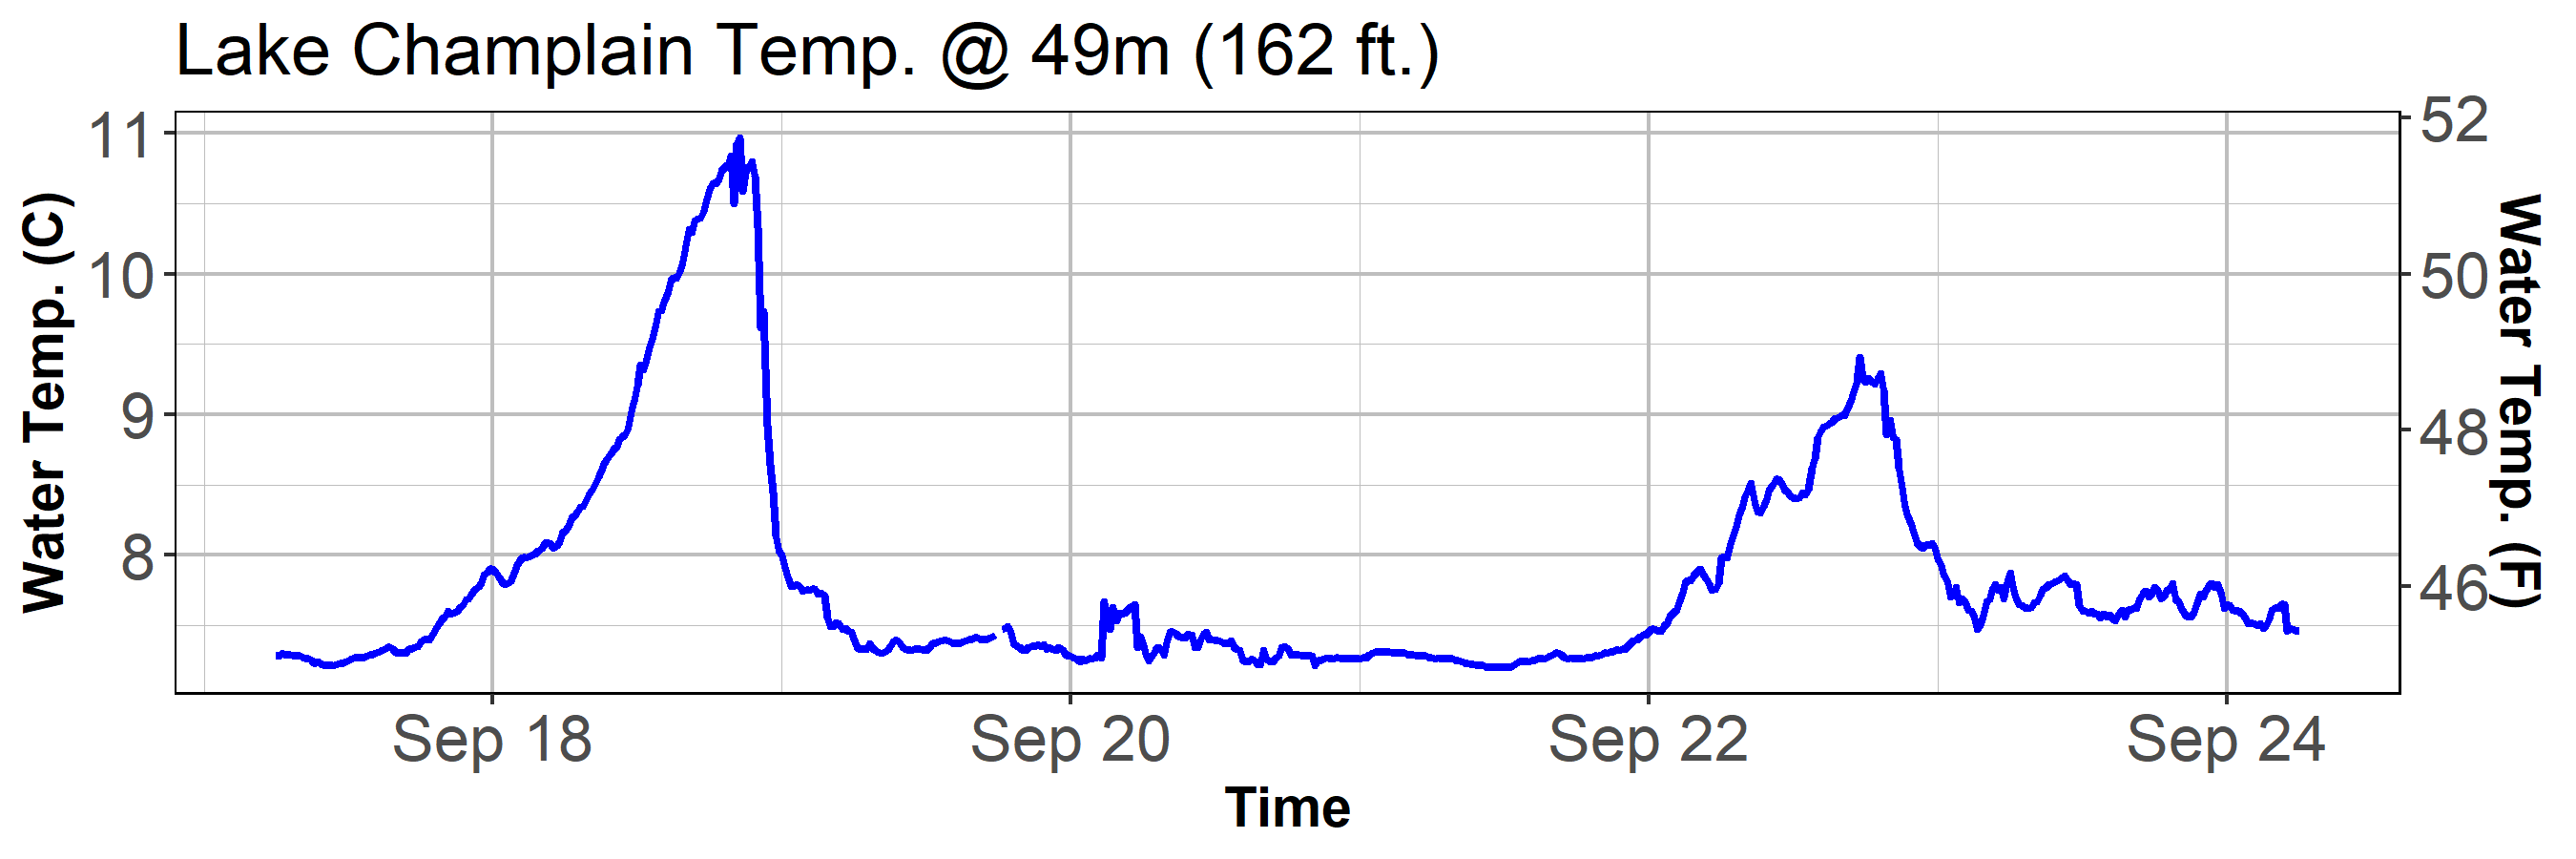 Lake Champlain Temp. @ 49m (162 ft.)
Water Temp. (C)
11
10
9
8
52
50
48
46
Water Temp. (F)
Sep 18
Sep 20
Sep 22
Sep 24
Time